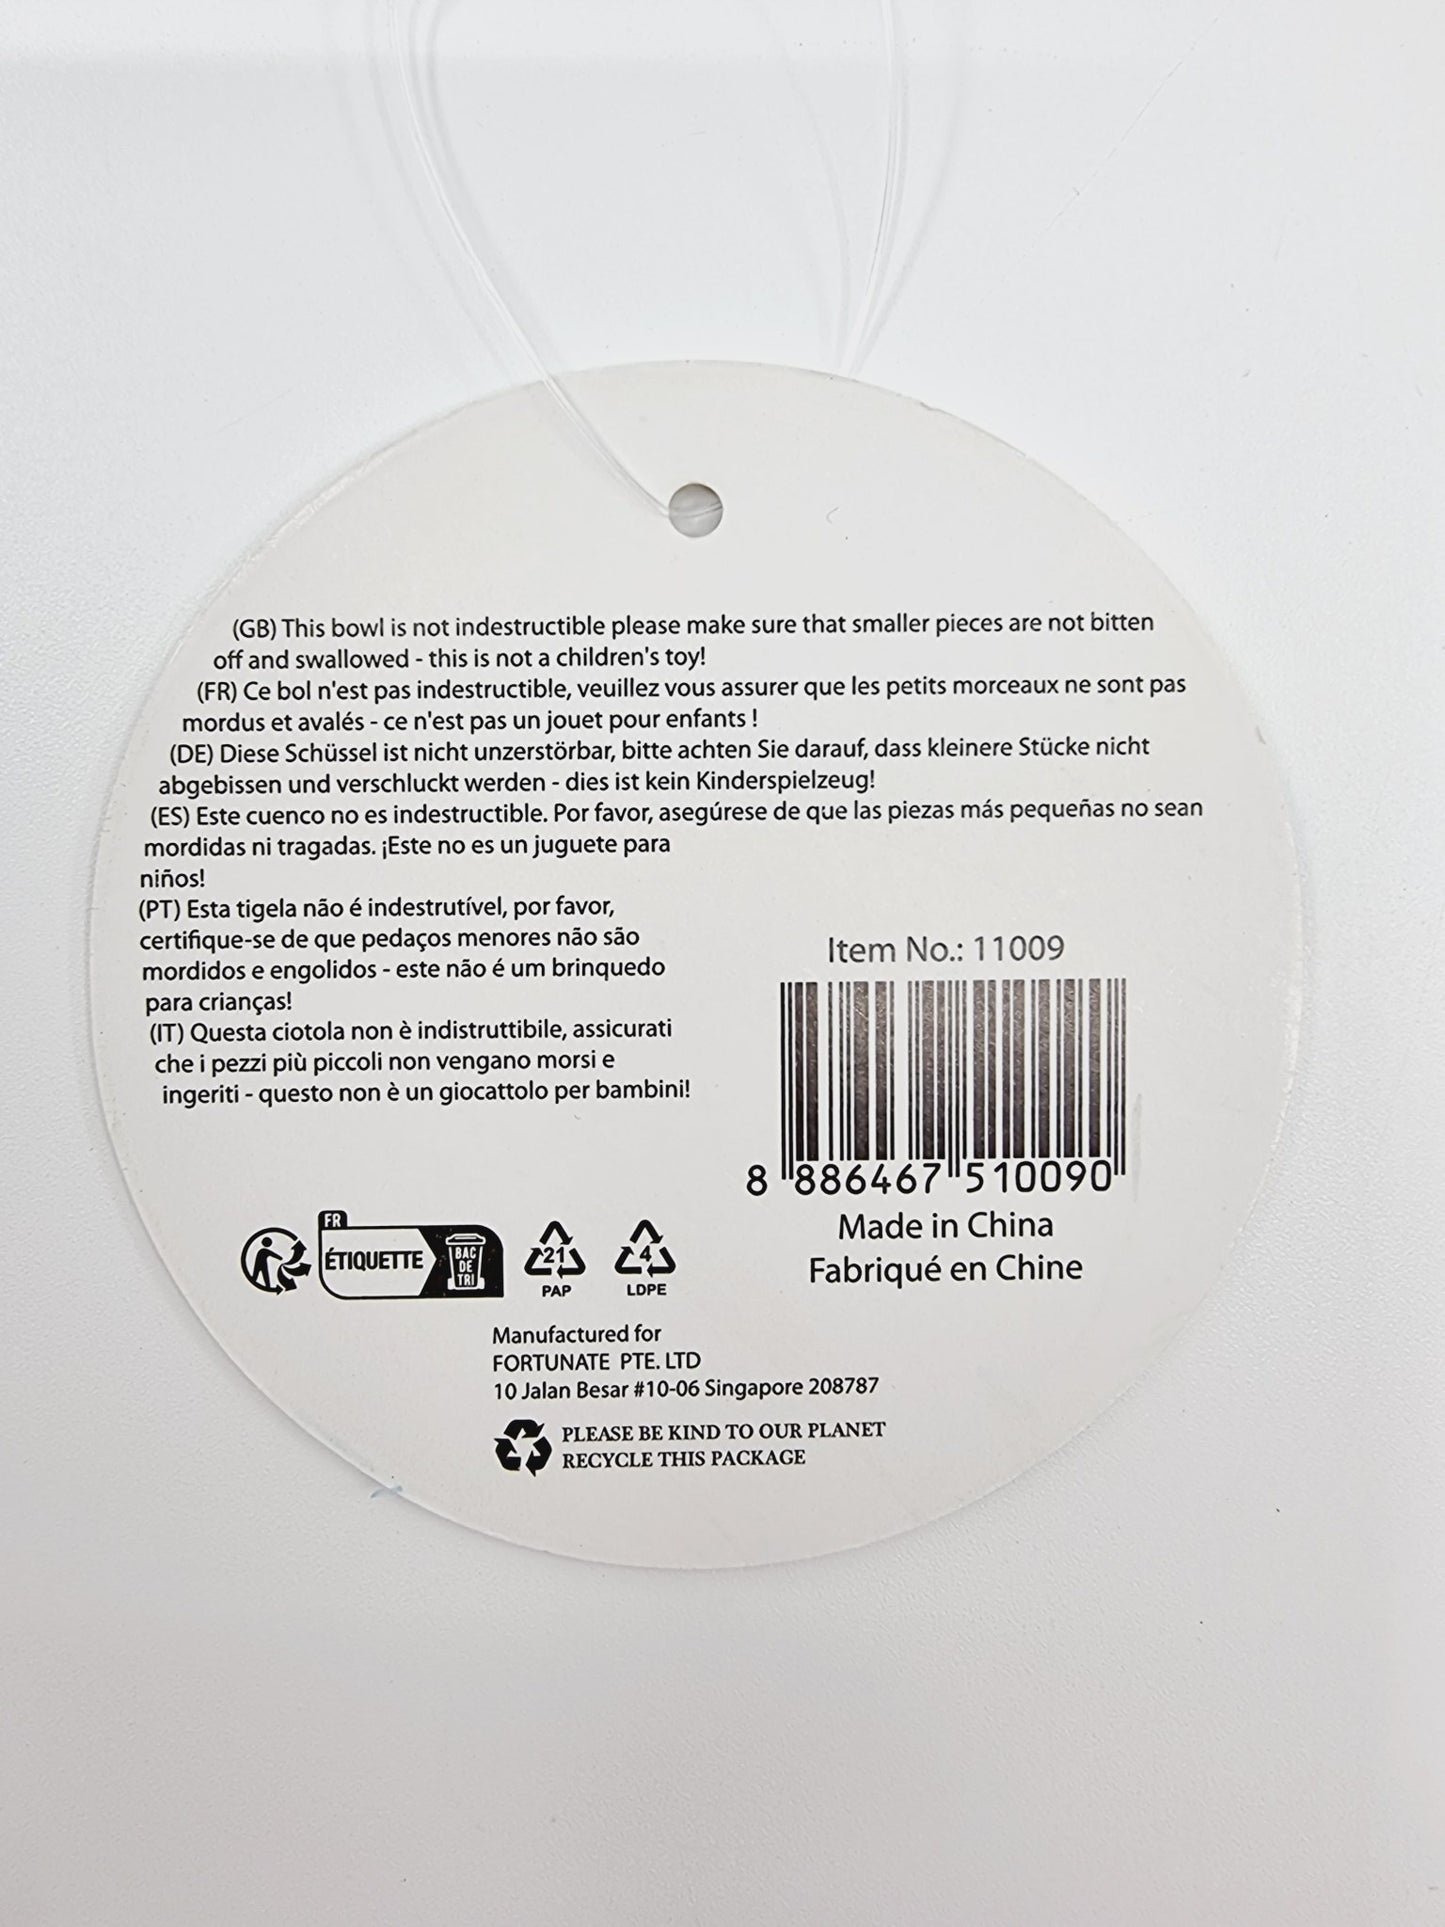 (GB) This bowl is not indestructible please make sure that smaller pieces are not bitten
off and swallowed - this is not a children's toy!
(FR) Ce bol n'est pas indestructible, veuillez vous assurer que les petits morceaux ne sont pas
mordus et avalés - ce n'est pas un jouet pour enfants !
(DE) Diese Schüssel ist nicht unzerstörbar, bitte achten Sie darauf, dass kleinere Stücke nicht
abgebissen und verschluckt werden - dies ist kein Kinderspielzeug!
(ES) Este cuenco no es indestructible. Por favor, asegúrese de que las piezas más pequeñas no sean
mordidas ni tragadas. ¡Este no es un juguete para
niños!
(PT) Esta tigela não é indestrutível, por favor,
certifique-se de que pedaços menores não são
mordidos e engolidos - este não é um brinquedo
para crianças!
(IT) Questa ciotola non è indistruttibile, assicurati
che i pezzi più piccoli non vengano morsi e
ingeriti - questo non è un giocattolo per bambini!
Item No.: 11009
8 886467 510090
Made in China
Fabriqué en Chine
FR
ÉTIQUETTE
BAC
DE
TRI
21
PAP
4
LDPE
Manufactured for
FORTUNATE PTE. LTD
10 Jalan Besar #10-06 Singapore 208787
PLEASE BE KIND TO OUR PLANET
RECYCLE THIS PACKAGE